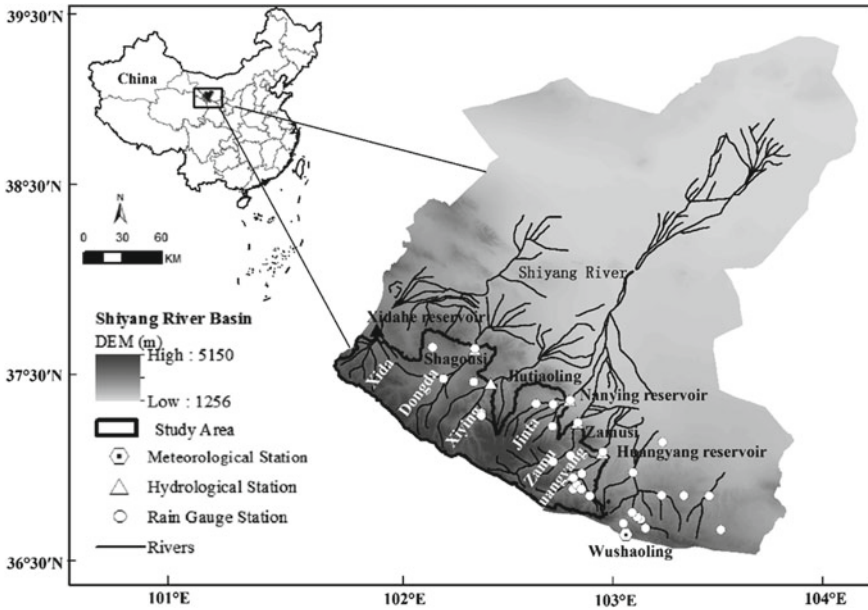 39°30′N
China
38°30′N
N
0 30 60
KM
Shiyang River
Shiyang River Basin
DEM (m)
High : 5150
Low : 1256
Study Area
Meteorological Station
Hydrological Station
Rain Gauge Station
Rivers
Xidahe reservoir
Shagousi
Xida
37°30′N
Dongda
Hutiaoling
Xiying
Nanying reservoir
Jinta
Zamusi
Zamu
Huangyang reservoir
uangyang
36°30′N
Wushaoling
101°E
102°E
103°E
104°E